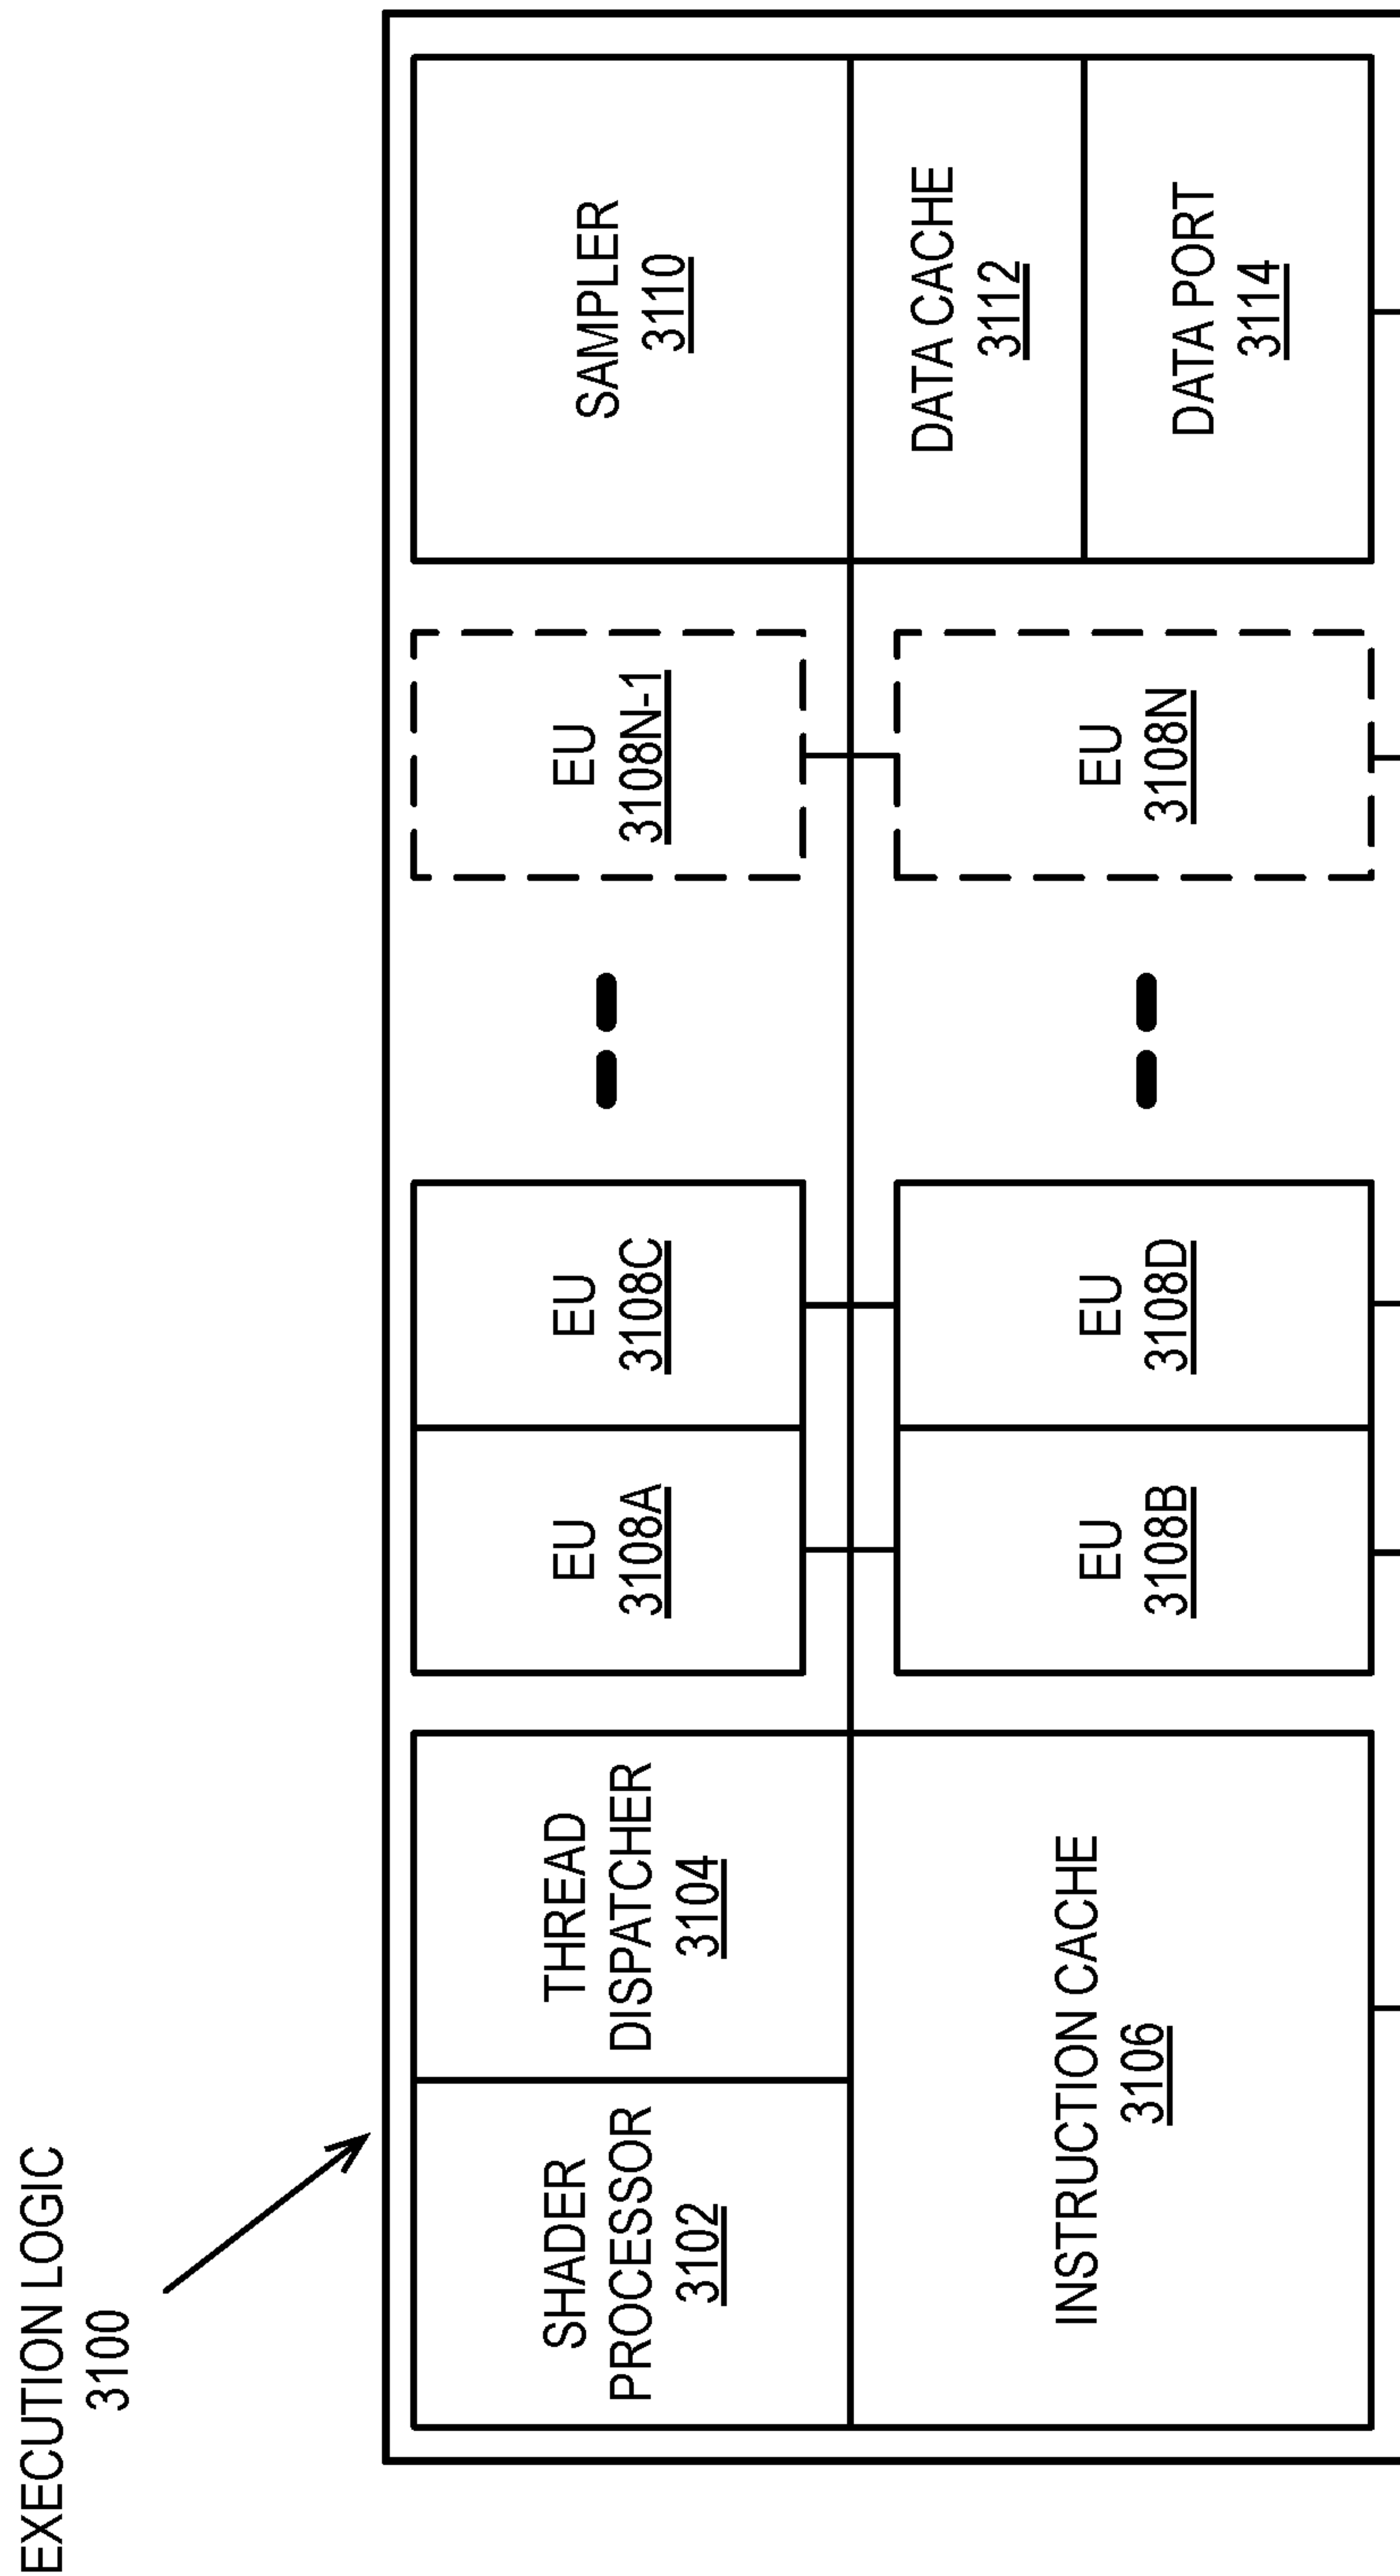 EXECUTION LOGIC
3100
SHADER
PROCESSOR
3102
THREAD
DISPATCHER
3104
INSTRUCTION CACHE
3106
EU
3108A
EU
3108C
EU
3108B
EU
3108D
EU
3108N-1
EU
3108N
SAMPLER
3110
DATA CACHE
3112
DATA PORT
3114